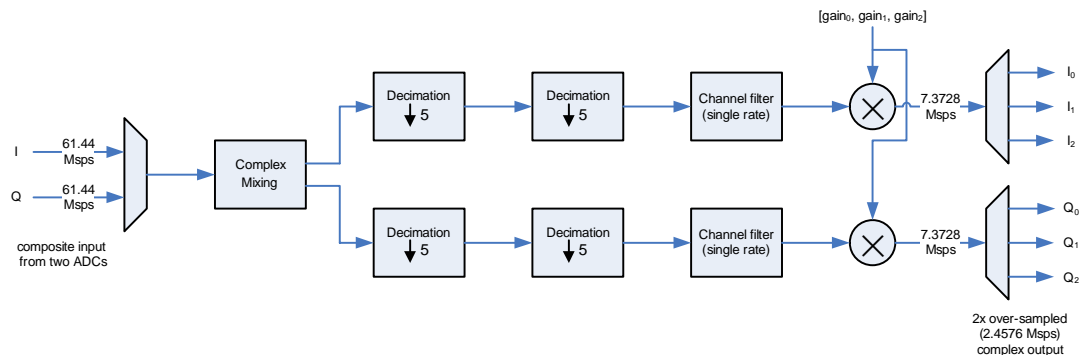 [gain₀, gain₁, gain₂]
I
61.44
Msps
Q
61.44
Msps
composite input
from two ADCs
Complex
Mixing
Decimation
5
Decimation
5
Channel filter
(single rate)
7.3728
Msps
I₀
I₁
I₂
Decimation
5
Decimation
5
Channel filter
(single rate)
7.3728
Msps
Q₀
Q₁
Q₂
2x over-sampled
(2.4576 Msps)
complex output